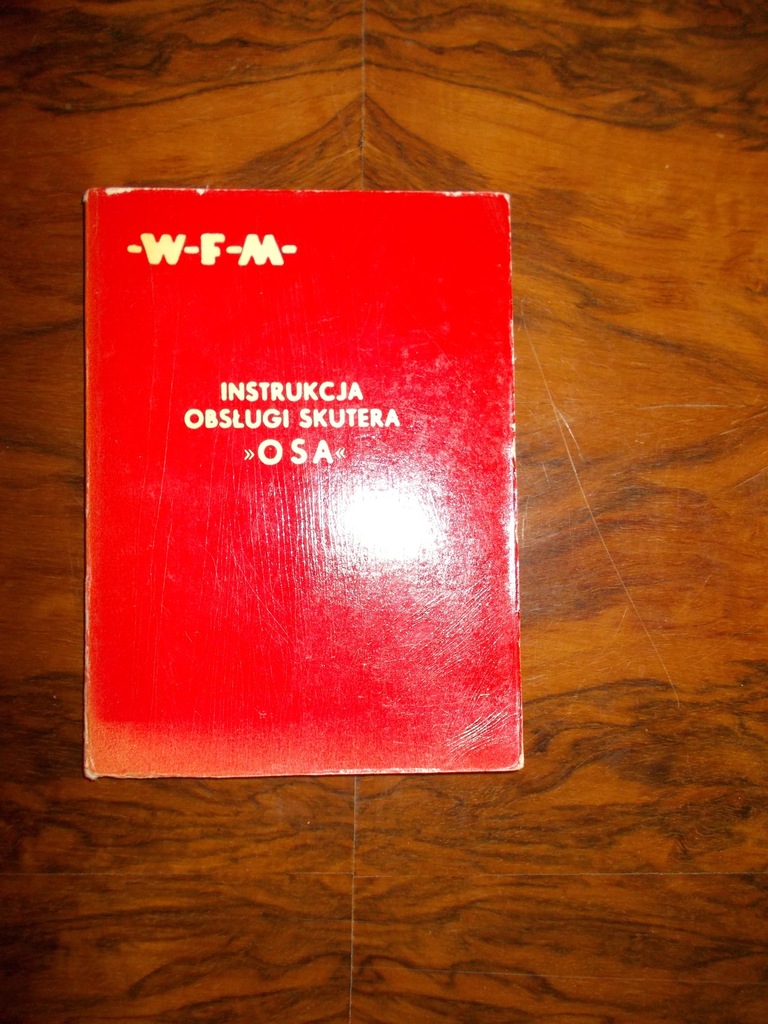 -W-F-M-
INSTRUKCJA
OBSŁUGI SKUTERA
»OSA«